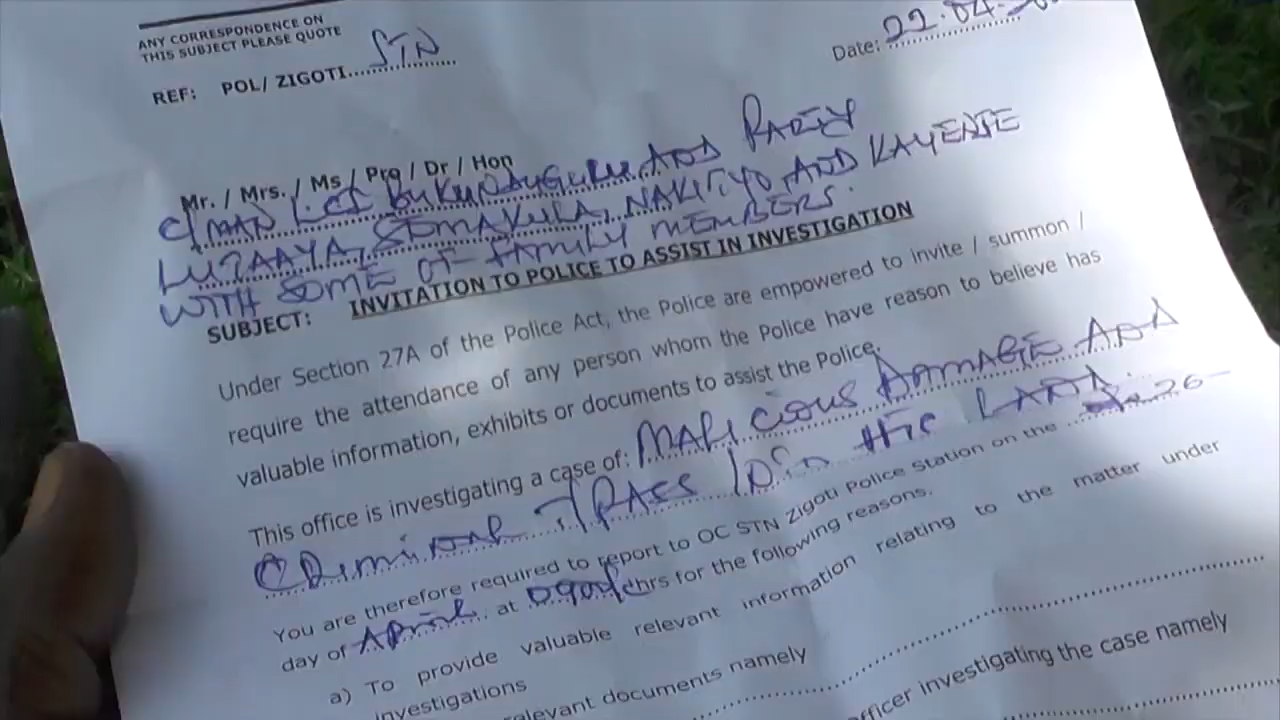 ANY CORRESPONDENCE ON
THIS SUBJECT PLEASE QUOTE
Date: 22.04.
REF: POL/ ZIGOTI STN
Mr. / Mrs. / Ms / Pro / Dr / Hon
C/MAN LCI AND PARTY
LUZAAYA, SEMAKULA, NAKITIYO, AND KAYENJE
WITH SOME OF FAMILY MEMBERS.
SUBJECT: INVITATION TO POLICE TO ASSIST IN INVESTIGATION
Under Section 27A of the Police Act, the Police are empowered to invite / summon /
require the attendance of any person whom the Police have reason to believe has
valuable information, exhibits or documents to assist the Police.
This office is investigating a case of: MALICIOUS DAMAGE AND
CRIMINAL T/PASS THE LAND.
You are therefore required to report to OC STN Zigoti Police Station on the 26
day of APRIL at 0900 hrs for the following reasons.
a) To provide valuable relevant information relating to the matter under
investigations
relevant documents namely
officer investigating the case namely